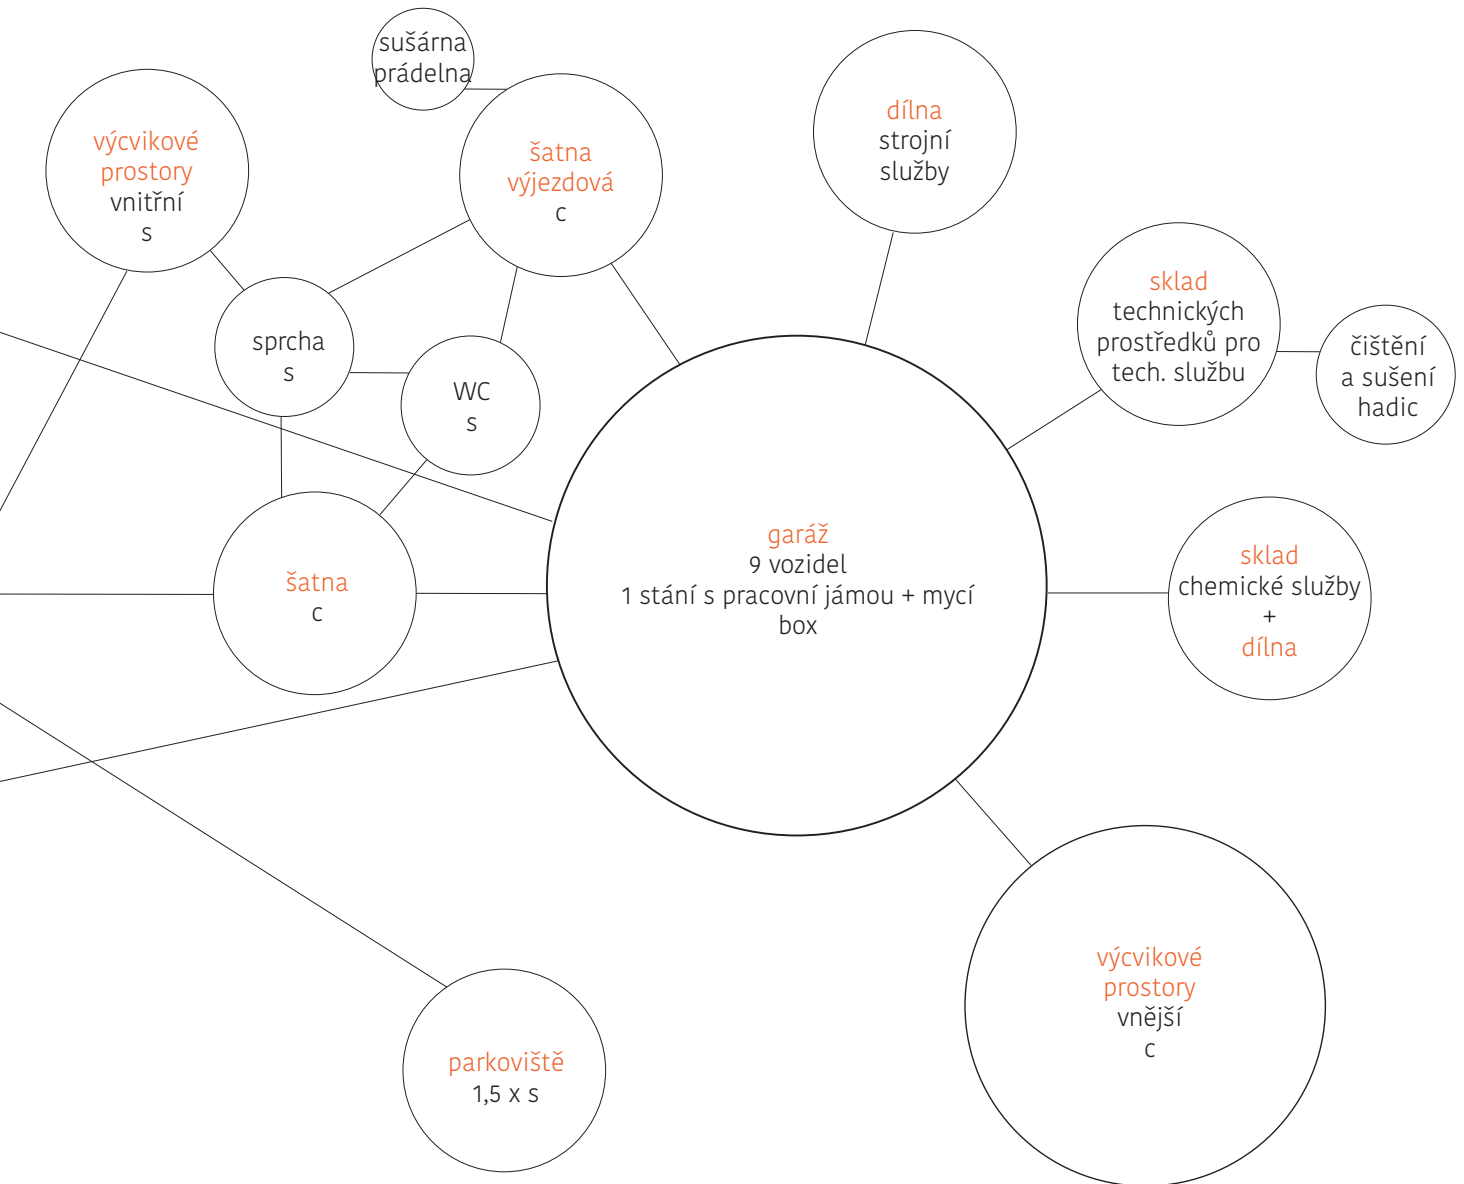 sušárna
prádelna
výcvikové
prostory
vnitřní
s
šatna
výjezdová
c
dílna
strojní
služby
sklad
technických
prostředků pro
tech. službu
čištění
a sušení
hadic
sprcha
s
WC
s
garáž
9 vozidel
1 stání s pracovní jámou + mycí
box
šatna
c
sklad
chemické služby
+
dílna
výcvikové
prostory
vnější
c
parkoviště
1,5 x s